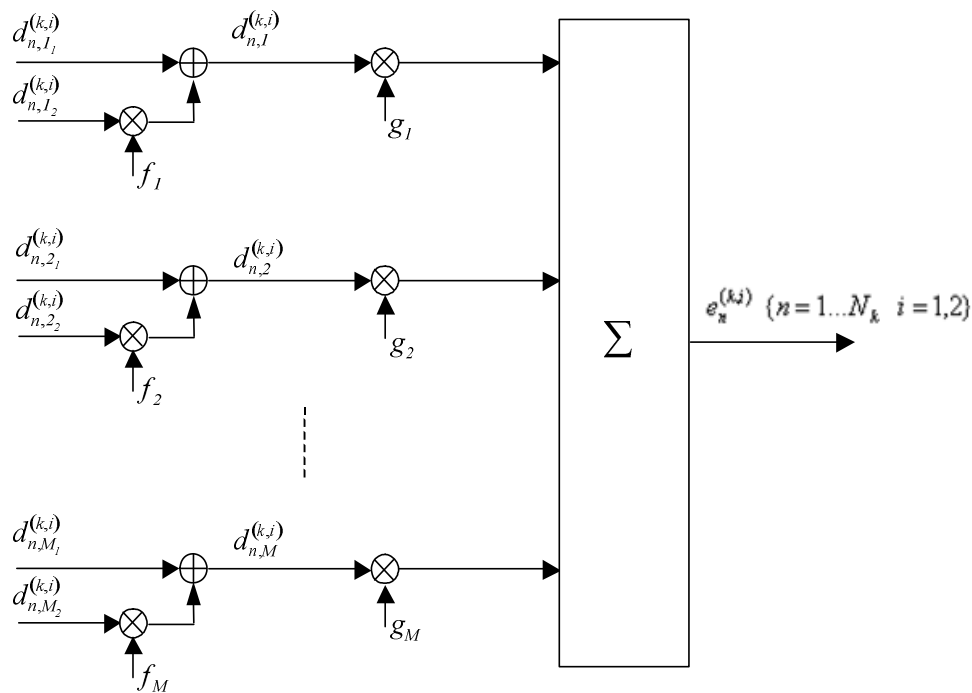 d_{n,1_1}^{(k,i)}
d_{n,1}^{(k,i)}
d_{n,1_2}^{(k,i)}
g_1
f_1
d_{n,2_1}^{(k,i)}
d_{n,2}^{(k,i)}
d_{n,2_2}^{(k,i)}
g_2
f_2
∑
e_n^{(k,i)} {n = 1...N_k i = 1,2}
d_{n,M_1}^{(k,i)}
d_{n,M}^{(k,i)}
d_{n,M_2}^{(k,i)}
g_M
f_M